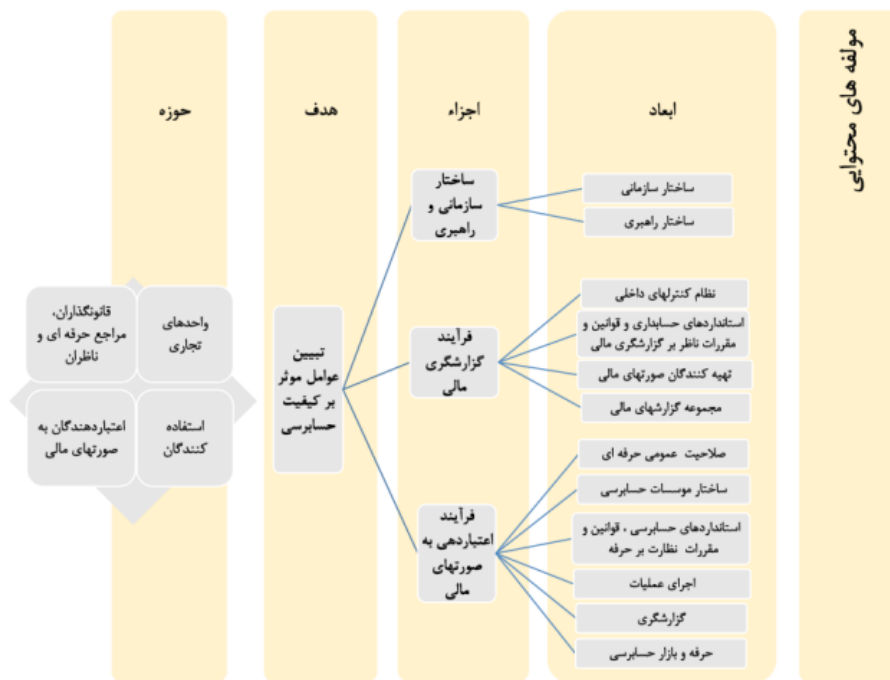 مولفه های محتوایی
ابعاد
ساختار سازمانی
ساختار راهبری
نظام کنترلهای داخلی
استانداردهای حسابداری و قوانین و
مقررات ناظر بر گزارشگری مالی
تهیه کنندگان صورتهای مالی
مجموعه گزارشهای مالی
صلاحیت عمومی حرفه ای
ساختار موسسات حسابرسی
استانداردهای حسابرسی ، قوانین و
مقررات نظارت بر حرفه
اجرای عملیات
گزارشگری
حرفه و بازار حسابرسی
اجزاء
ساختار
سازمانی و
راهبری
فرآیند
گزارشگری
مالی
فرآیند
اعتباردهی به
صورتهای
مالی
هدف
تبیین
عوامل موثر
بر کیفیت
حسابرسی
حوزه
واحدهای
تجاری
قانونگذاران،
مراجع حرفه ای و
ناظران
استفاده
کنندگان
اعتباردهندگان به
صورتهای مالی